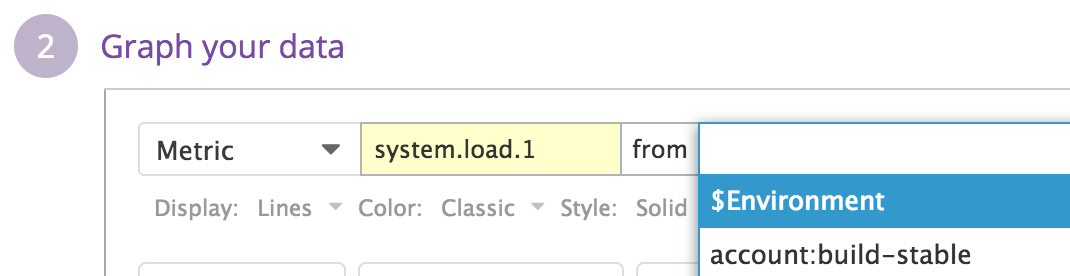 2 Graph your data
Metric system.load.1 from
Display: Lines Color: Classic Style: Solid
$Environment
account:build-stable